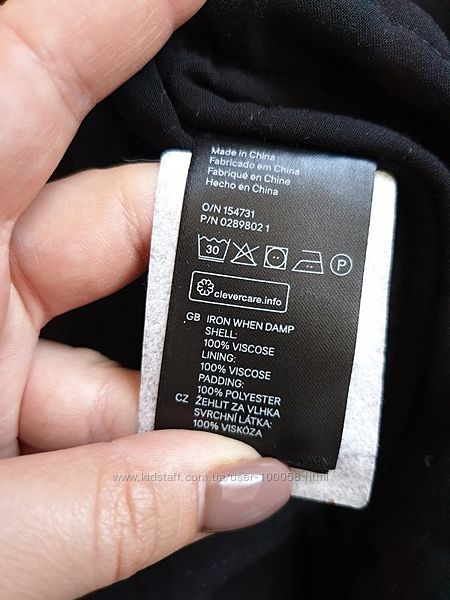 Made in China
Fabricado em China
Fabriqué en Chine
Hecho en China
O/N 154731
P/N 0289802 1
30 P
clevercare.info
GB IRON WHEN DAMP
SHELL:
100% VISCOSE
LINING:
100% VISCOSE
PADDING:
100% POLYESTER
CZ ŽEHLIT ZA VLHKA
SVRCHNÍ LÁTKA:
100% VISKÓZA
www.kidstaff.com.ua/user-100058.html